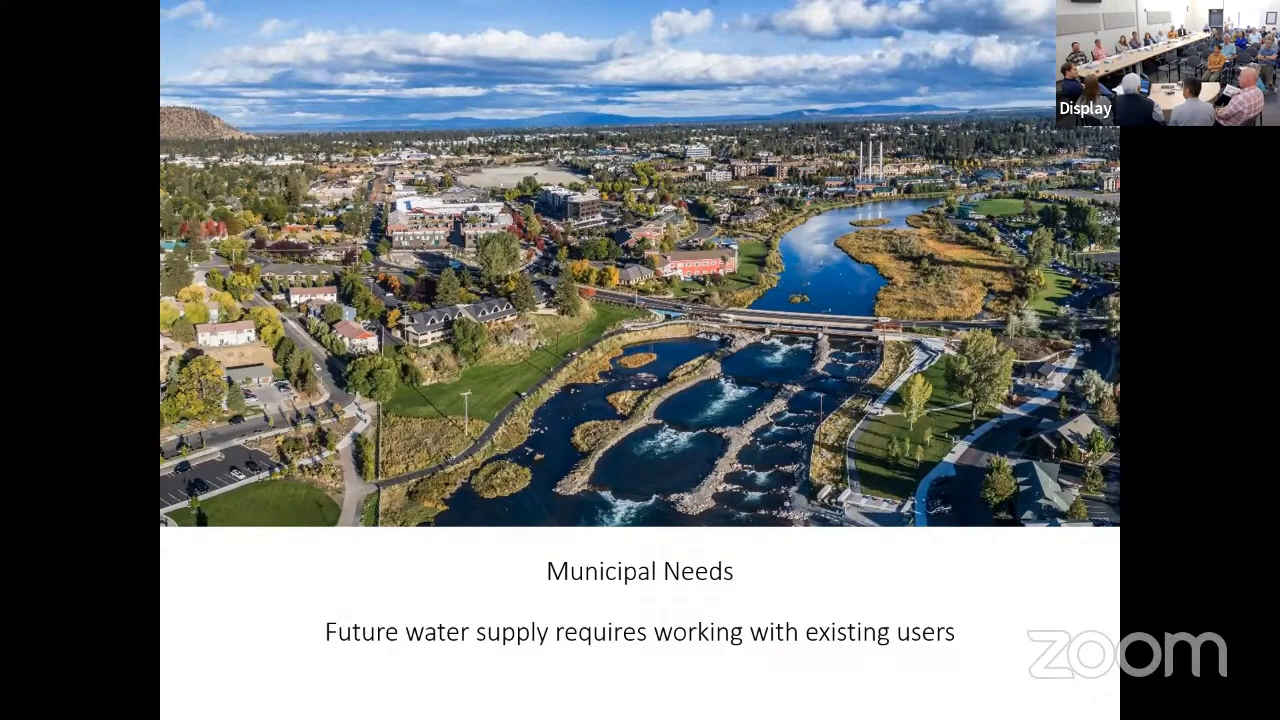 Display
Municipal Needs
Future water supply requires working with existing users
zoom